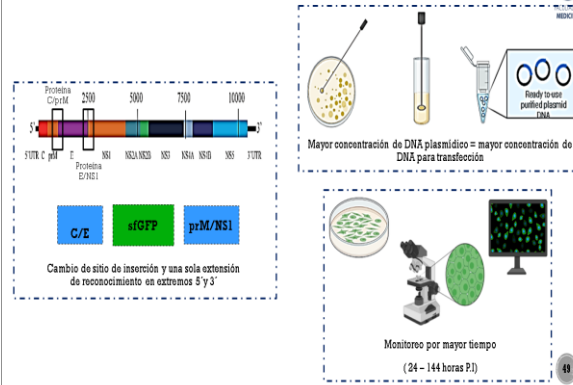 MEDICI
Proteina
C/prM
2500
5000
7500
10000
5'
3'
5'UTR C prM E NS1 NS2A NS2B NS3 NS4A NS4B NS5 3'UTR
Proteina
E/NS1
C/E
sfGFP
prM/NS1
Cambio de sitio de inserción y una sola extensión
de reconocimiento en extremos 5´y 3´
Ready-to-use
purified plasmid
DNA
Mayor concentración de DNA plasmídico = mayor concentración de
DNA para transfección
Monitoreo por mayor tiempo
(24 – 144 horas P.I)
49